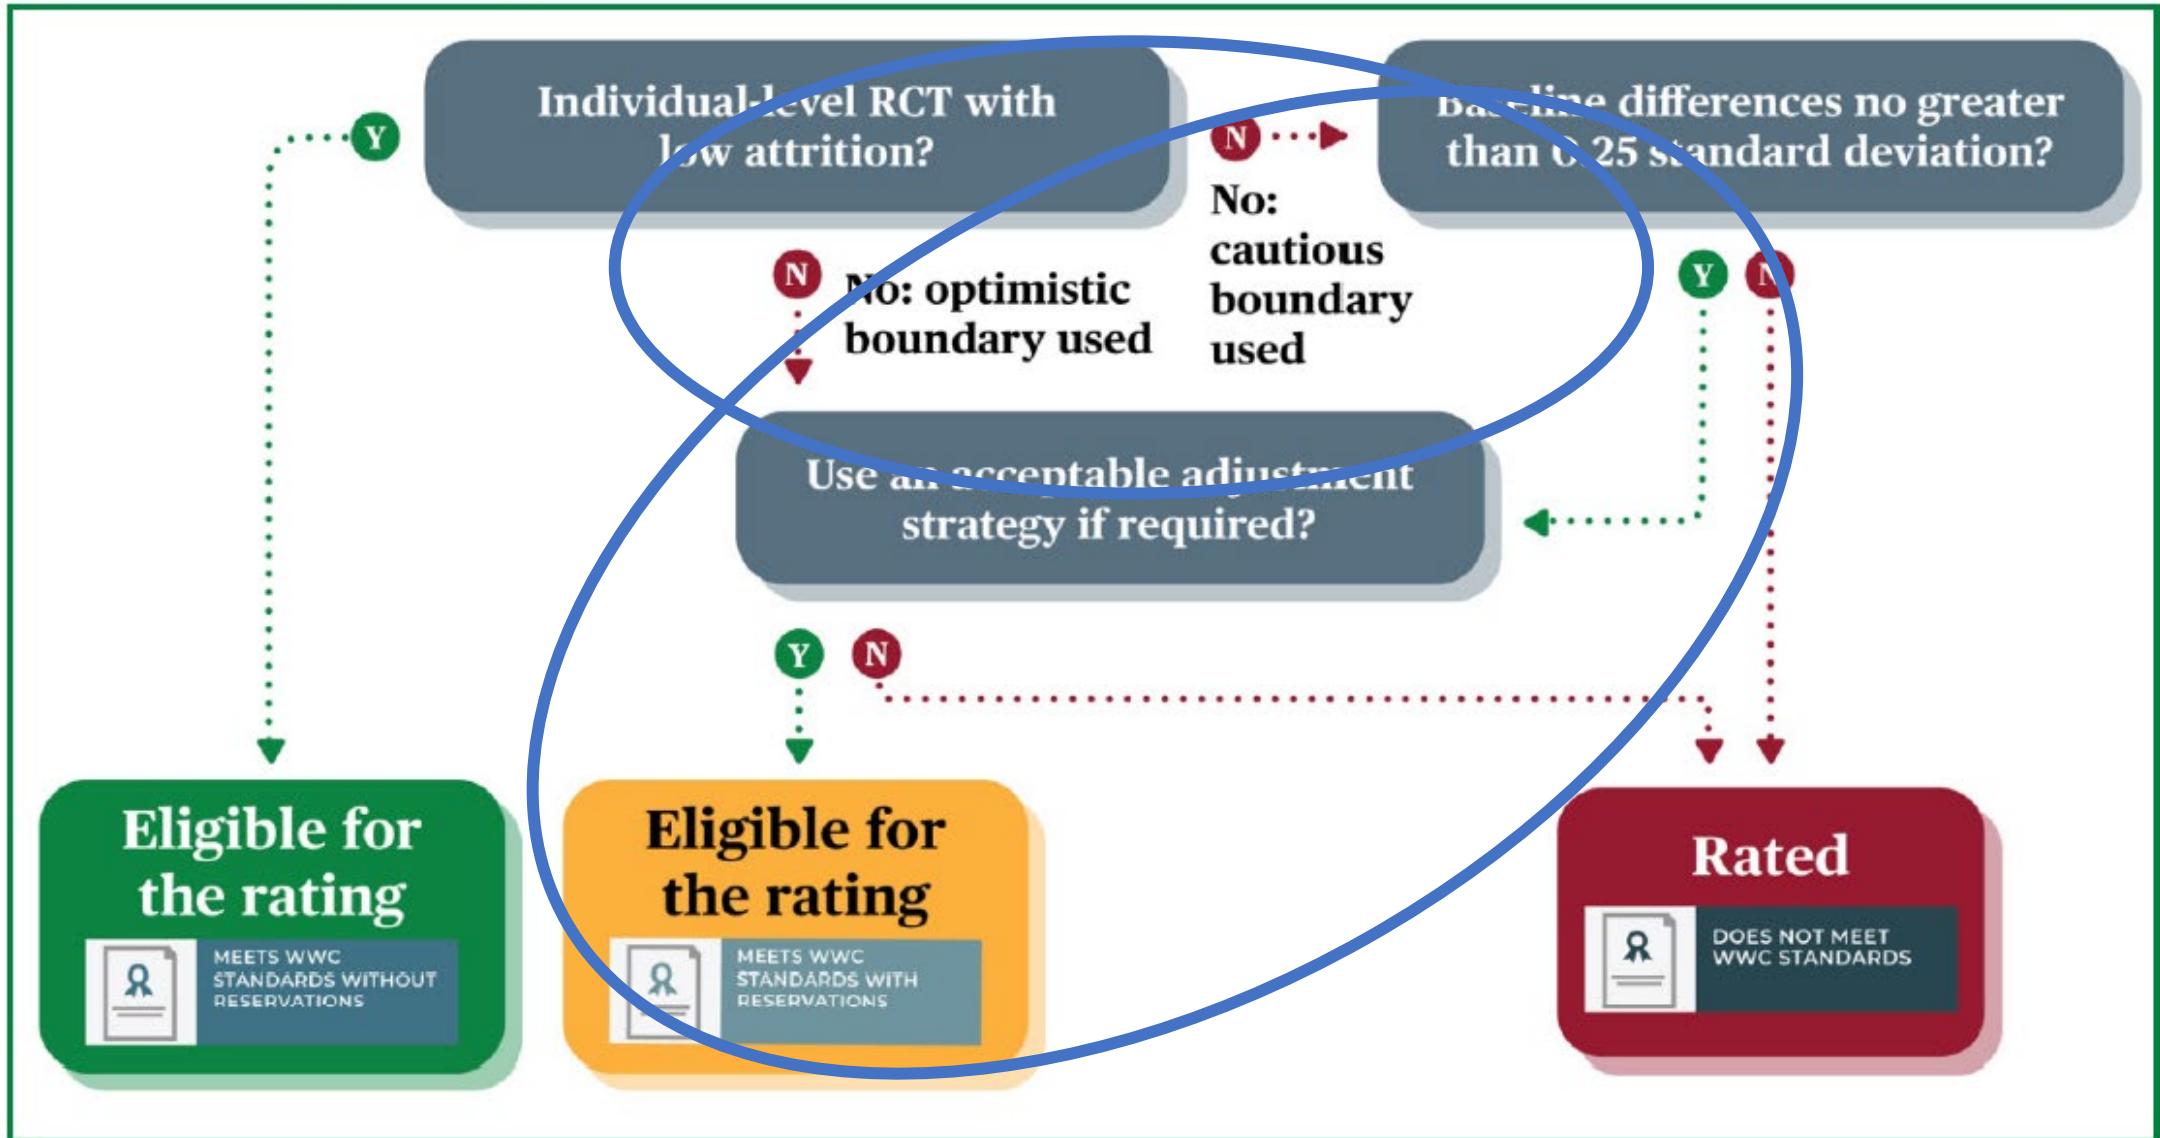 Individual-level RCT with
low attrition?
Baseline differences no greater
than 0.25 standard deviation?
Y
N
No:
cautious
boundary
used
N
No: optimistic
boundary used
Y
N
Use an acceptable adjustment
strategy if required?
Y
N
Eligible for
the rating
MEETS WWC
STANDARDS WITHOUT
RESERVATIONS
Eligible for
the rating
MEETS WWC
STANDARDS WITH
RESERVATIONS
Rated
DOES NOT MEET
WWC STANDARDS